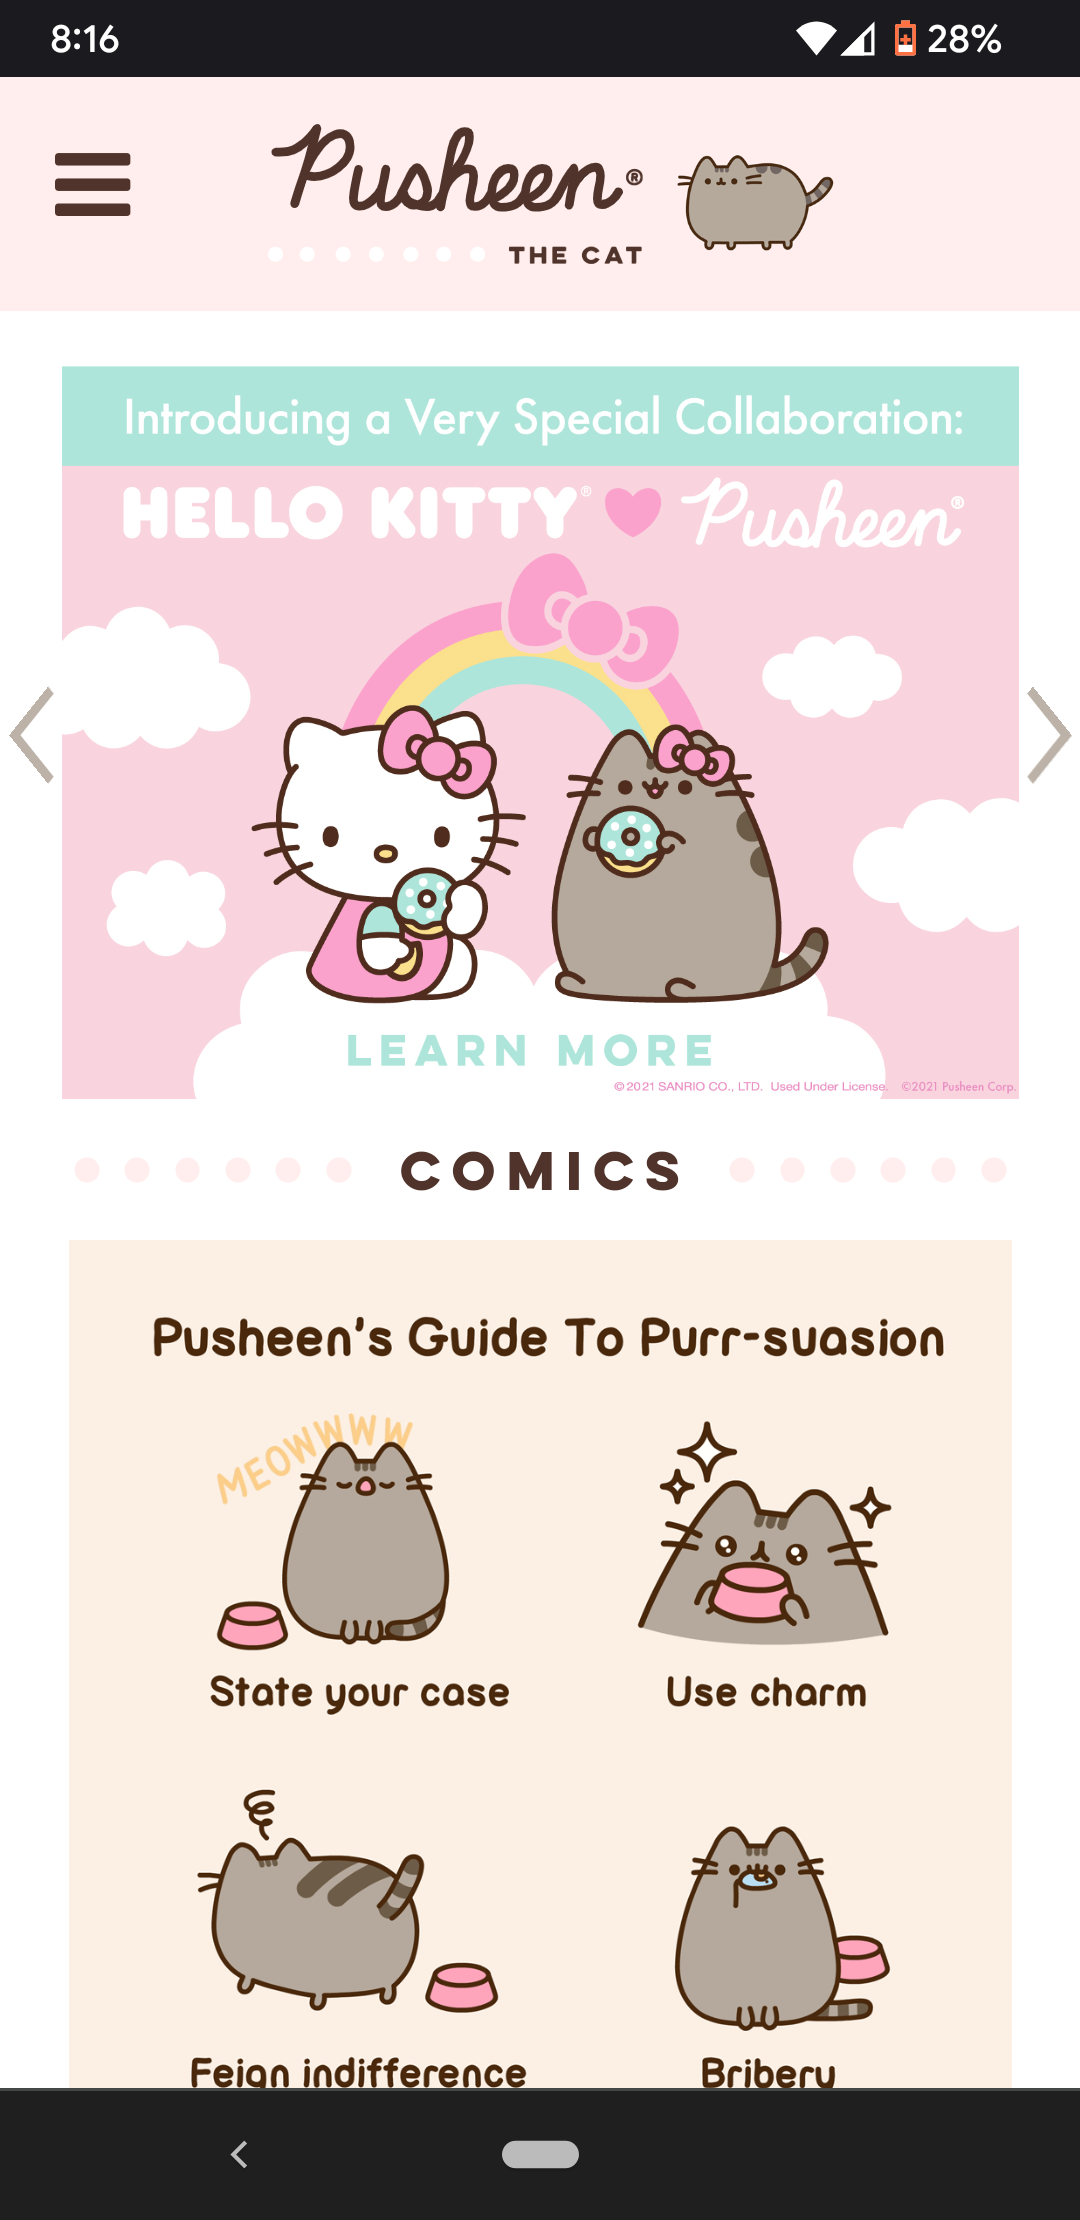 8:16
28%
Pusheen®
THE CAT
Introducing a Very Special Collaboration:
HELLO KITTY® Pusheen®
LEARN MORE
©2021 SANRIO CO., LTD. Used Under License. ©2021 Pusheen Corp.
COMICS
Pusheen's Guide To Purr-suasion
MEOWWWW
State your case
Use charm
Feign indifference
Bribery